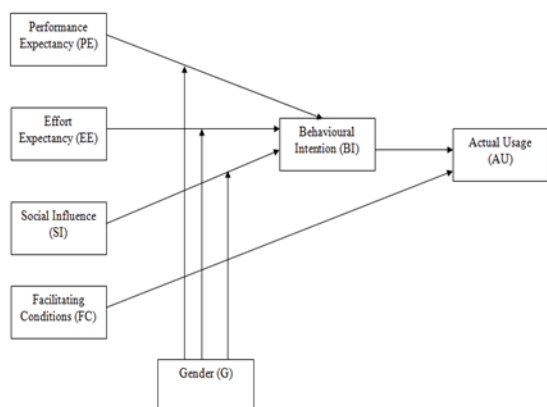 Performance
Expectancy (PE)
Effort
Expectancy (EE)
Behavioural
Intention (BI)
Actual Usage
(AU)
Social Influence
(SI)
Facilitating
Conditions (FC)
Gender (G)